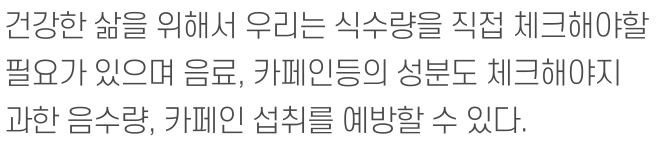 건강한 삶을 위해서 우리는 식수량을 직접 체크해야할
필요가 있으며 음료, 카페인등의 성분도 체크해야지
과한 음수량, 카페인 섭취를 예방할 수 있다.